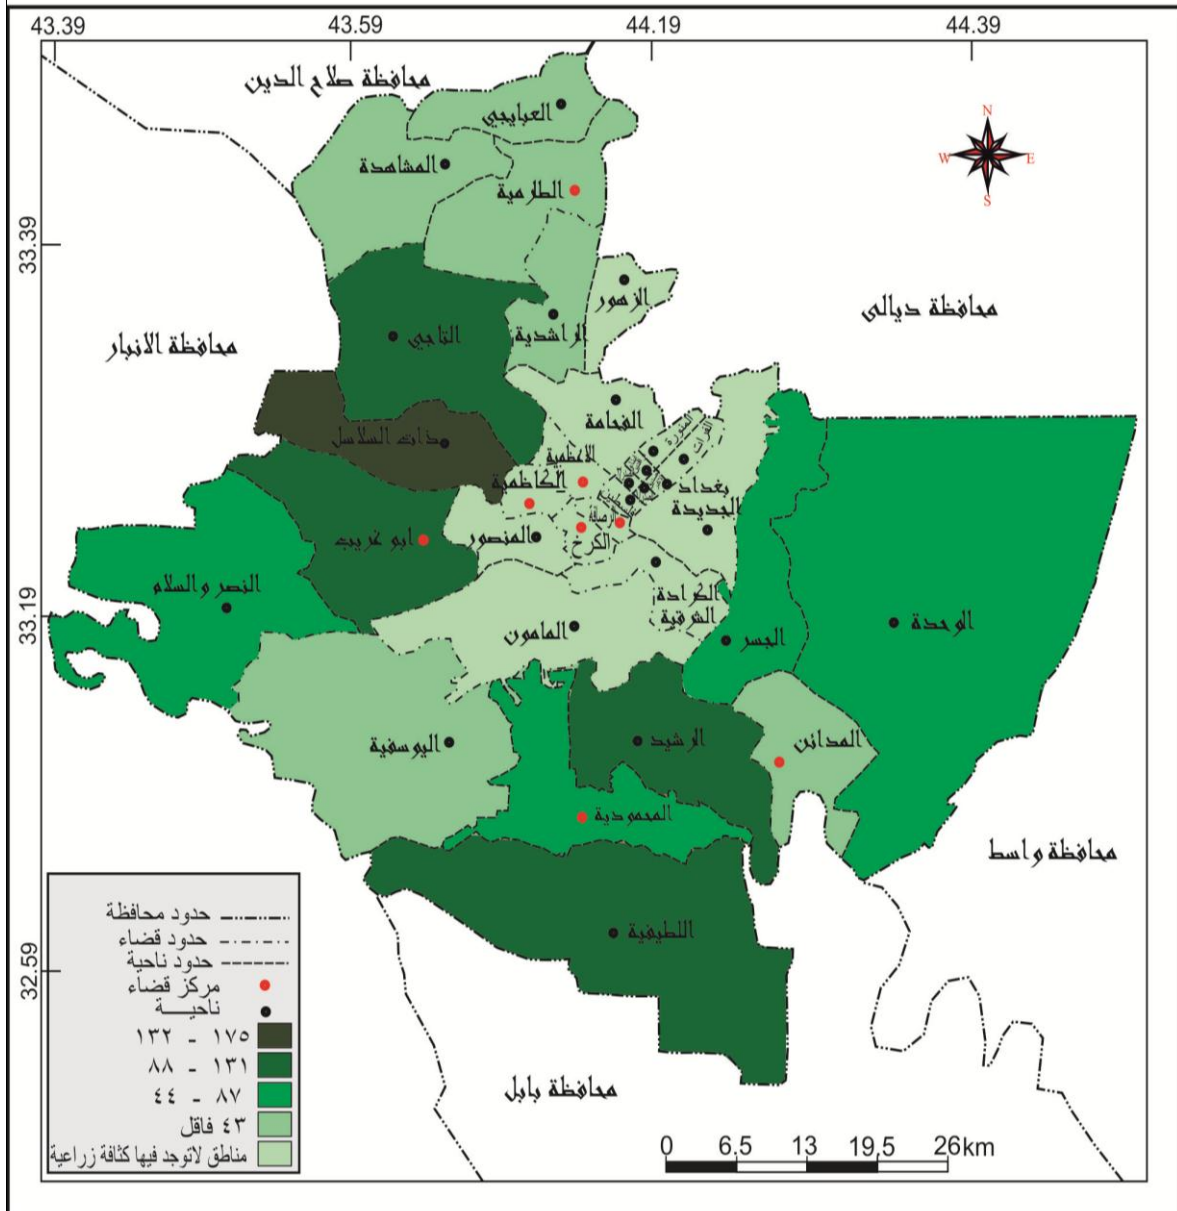 43.39 43.59 44.19 44.39
محافظة صلاح الدين
العبايجي
المشاهدة
الطارمية
N
W E
S
33.39
الزهور
محافظة ديالى
الراشدية
التاجي
محافظة الانبار
الفحامة
ذات السلاسل
الاعظمية
الكاظمية
الفرات
بغداد
الجديدة
الرصافة
المنصور
الكرخ
ابو غريب
النصر والسلام
33.19
الكرادة
الشرقية
المامون
الجسر
الوحدة
اليوسفية
الرشيد
المدائن
المحمودية
محافظة واسط
اللطيفية
32.59
محافظة بابل
حدود محافظة
حدود قضاء
حدود ناحية
مركز قضاء
ناحيـــة
١٧٥ - ١٣٢
١٣١ - ٨٨
٨٧ - ٤٤
٤٣ فاقل
مناطق لاتوجد فيها كثافة زراعية
0 6.5 13 19.5 26km